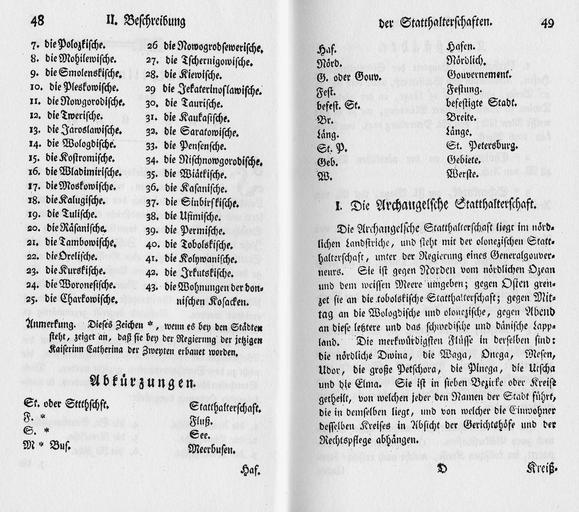 48 II. Beschreibung
7. die Polozkische.
8. die Mohilewische.
9. die Smolenskische.
10. die Pleskowische.
11. die Nowgorodische.
12. die Twerische.
13. die Jaroslawische.
14. die Wologdische.
15. die Kostromische.
16. die Wladimirische.
17. die Moskowische.
18. die Kalugische.
19. die Tulische.
20. die Räsanische.
21. die Tambowische.
22. die Orelische.
23. die Kurskische.
24. die Woronesische.
25. die Charkowische.
26 die Nowogrodsewerische.
27. die Tschernigowische.
28. die Kiewische.
29 die Jekaterinoslawische.
30. die Taurische.
31. die Kaukasische.
32. die Saratowische.
33. die Pensische.
34. die Nischnowgorodische.
35. die Wiätkische.
36. die Kasanische.
37. die Sinbirskische.
38. die Ufimische.
39. die Permische.
40. die Tobolskische.
41. die Kolywanische.
42. die Irkutskische.
43. die Wohnungen der don-
nischen Kosacken.
Anmerkung. Dieses Zeichen *, wenn es bey den Städten
steht, zeiget an, daß sie bey der Regierung der jetzigen
Kaiserinn Catherina der Zweyten erbauet worden.
Abkürzungen.
St. oder Stthschft. Statthalterschaft.
F. * Fluß.
S. * See.
M * Bus. Meerbusen.
Haf.
der Statthalterschaften. 49
Haf. Hafen.
Nörd. Nördlich.
G. oder Gouv. Gouvernement.
Fest. Festung.
befest. St. befestigte Stadt.
Br. Breite.
Läng. Länge.
St. P. St. Petersburg.
Geb. Gebiete.
W. Werste.
I. Die Archangelsche Statthalterschaft.
Die Archangelsche Statthalterschaft liegt im nörd-
lichen Landstriche, und steht mit der olonezischen Statt-
halterschaft, unter der Regierung eines Generalgouver-
neurs. Sie ist gegen Norden vom nördlichen Ozean
und dem weissen Meere umgeben; gegen Osten gren-
zet sie an die tobolskische Statthalterschaft; gegen Mit-
tag an die Wologdische und olonezische, gegen Abend
an diese letztere und das schwedische und dänische Lapp-
land. Die merkwürdigsten Flüsse in derselben sind:
die nördliche Dwina, die Waga, Onega, Mesen,
Udor, die große Petschora, die Pinega, die Urscha
und die Elma. Sie ist in sieben Bezirke oder Kreise
getheilt, von welchen jeder den Namen der Stadt führt,
die in demselben liegt, und von welcher die Einwohner
desselben Kreises in Absicht der Gerichtshöfe und der
Rechtspflege abhängen.
D Kreiß.